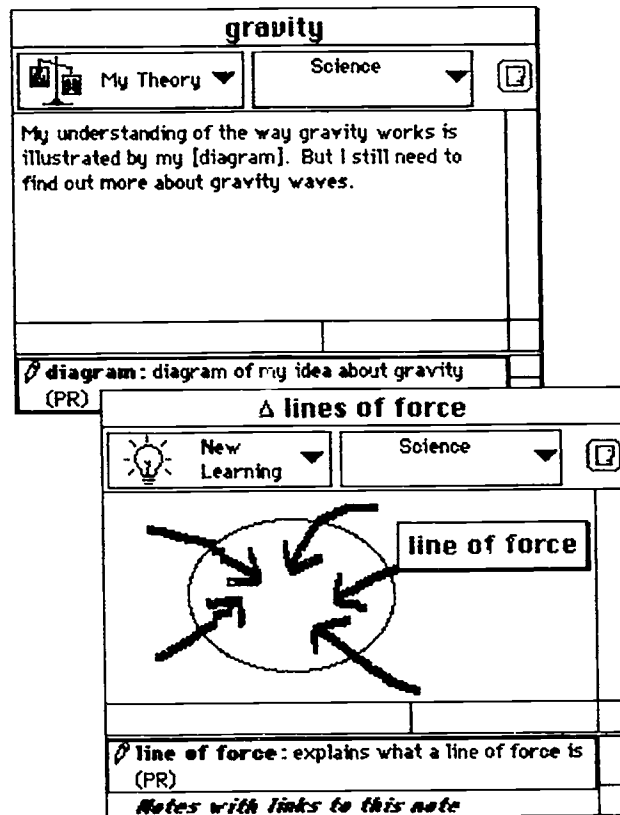 gravity
My Theory
Science
My understanding of the way gravity works is
illustrated by my [diagram]. But I still need to
find out more about gravity waves.
diagram: diagram of my idea about gravity
(PR)
Δ lines of force
New
Learning
Science
line of force
line of force: explains what a line of force is
(PR)
Notes with links to this note